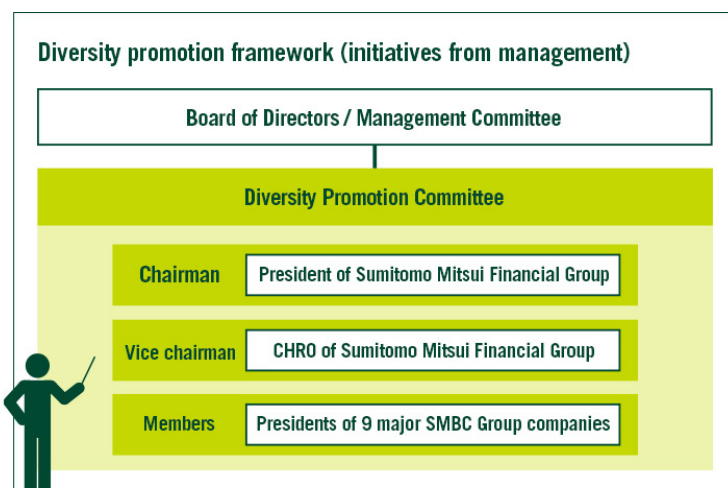 Diversity promotion framework (initiatives from management)
Board of Directors / Management Committee
Diversity Promotion Committee
Chairman
President of Sumitomo Mitsui Financial Group
Vice chairman
CHRO of Sumitomo Mitsui Financial Group
Members
Presidents of 9 major SMBC Group companies